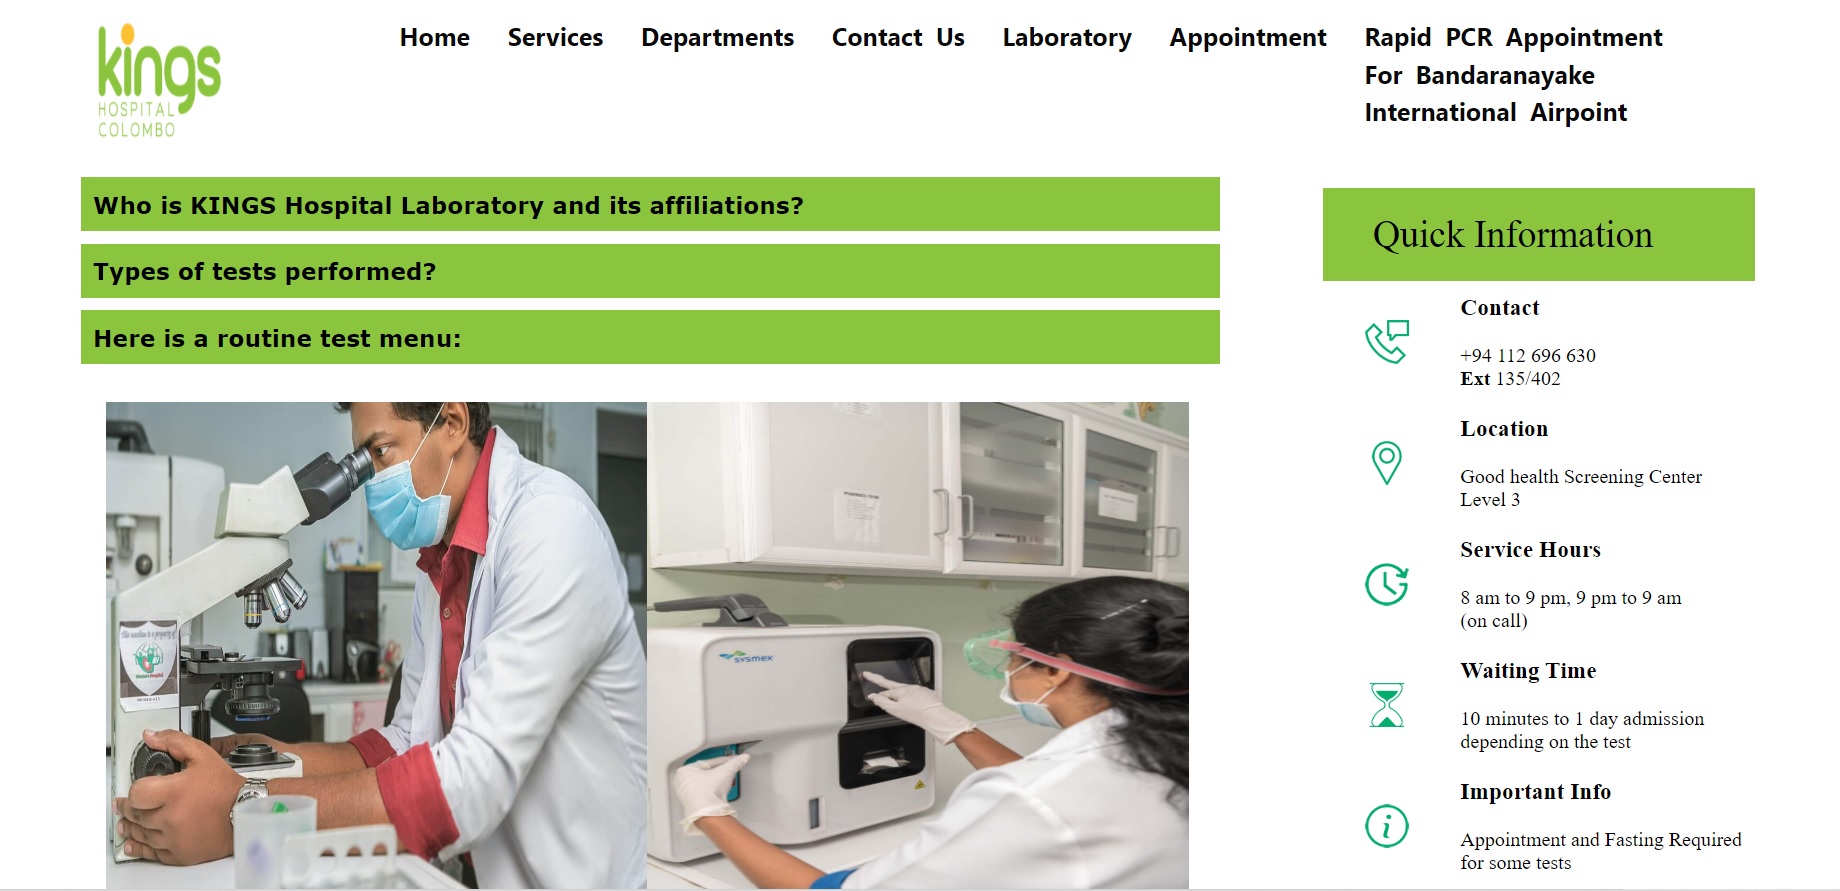 kings
HOSPITAL
COLOMBO
Home
Services
Departments
Contact Us
Laboratory
Appointment
Rapid PCR Appointment
For Bandaranayake
International Airpoint
Who is KINGS Hospital Laboratory and its affiliations?
Types of tests performed?
Here is a routine test menu:
sysmex
Quick Information
Contact
+94 112 696 630
Ext 135/402
Location
Good health Screening Center
Level 3
Service Hours
8 am to 9 pm, 9 pm to 9 am
(on call)
Waiting Time
10 minutes to 1 day admission
depending on the test
Important Info
Appointment and Fasting Required
for some tests